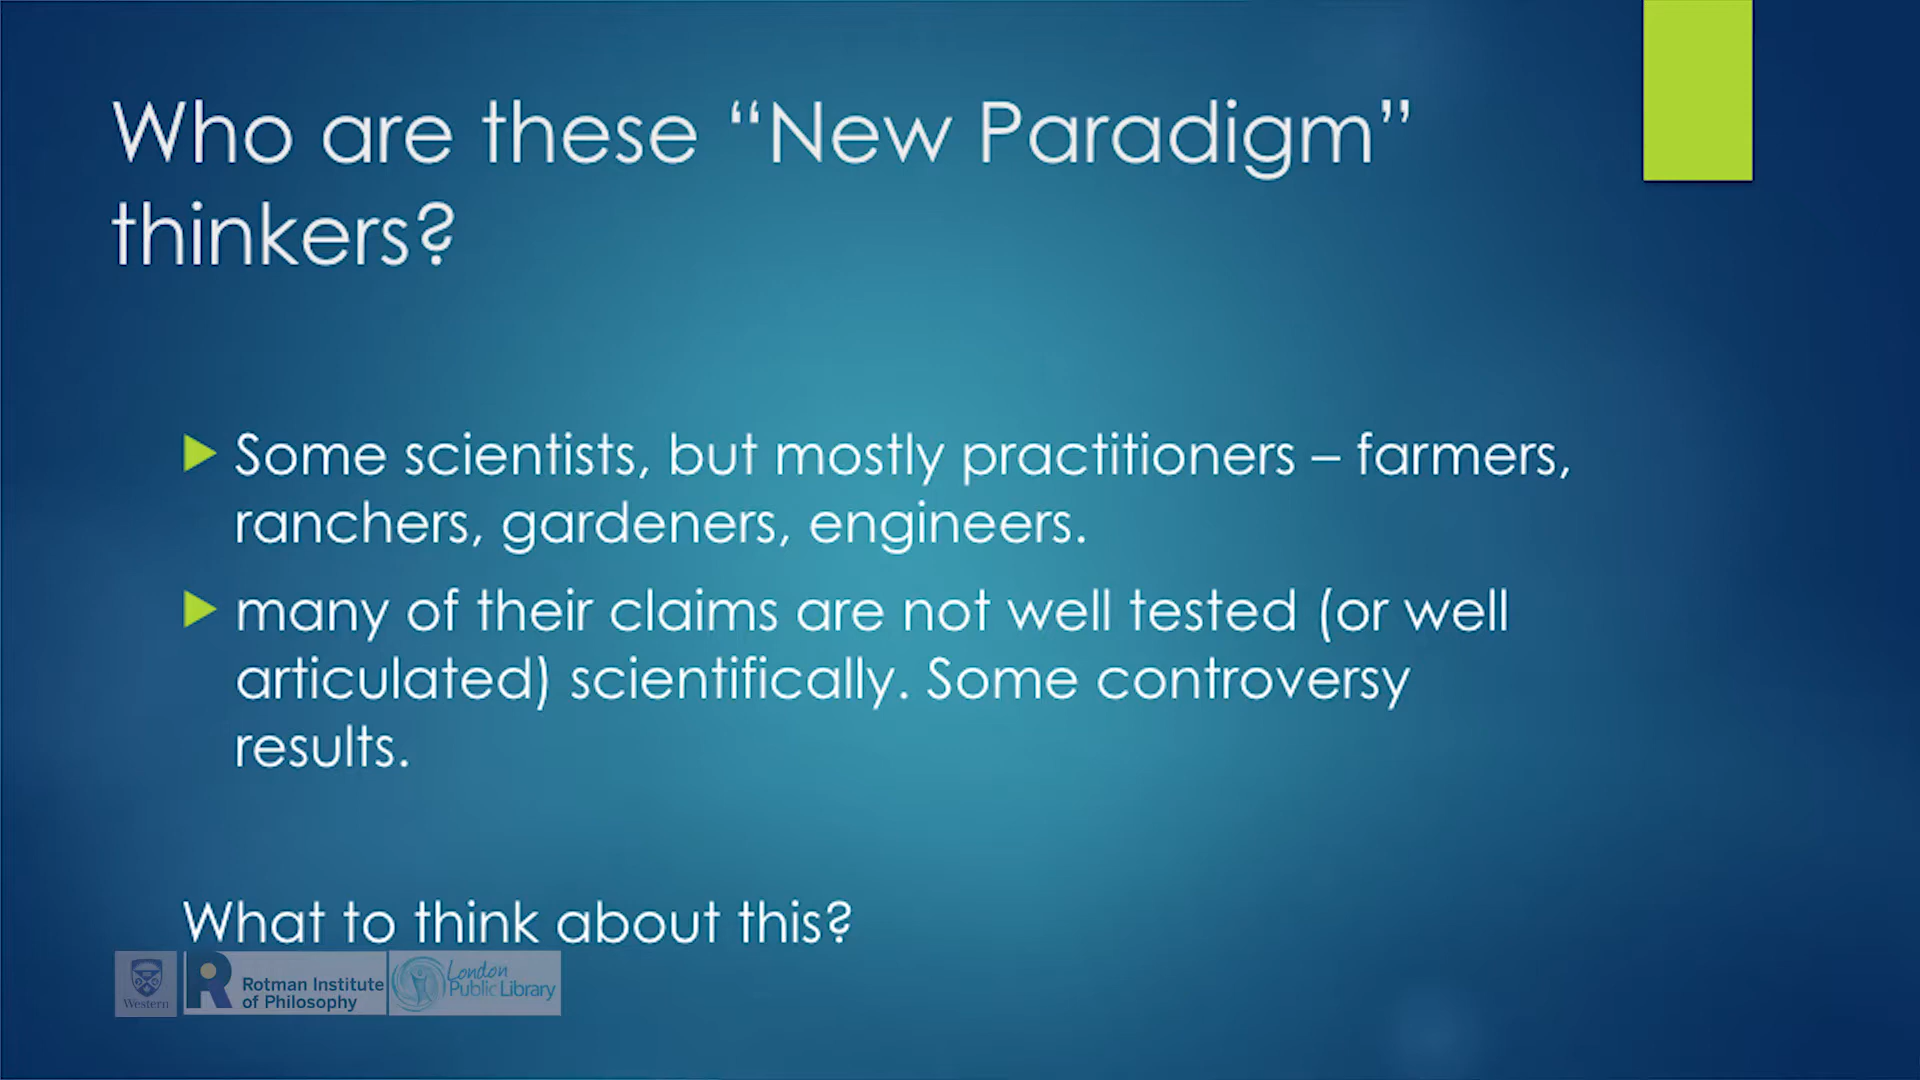 Who are these “New Paradigm”
thinkers?
Some scientists, but mostly practitioners – farmers,
ranchers, gardeners, engineers.
many of their claims are not well tested (or well
articulated) scientifically. Some controversy
results.
What to think about this?
Western
Rotman Institute
of Philosophy
London
Public Library